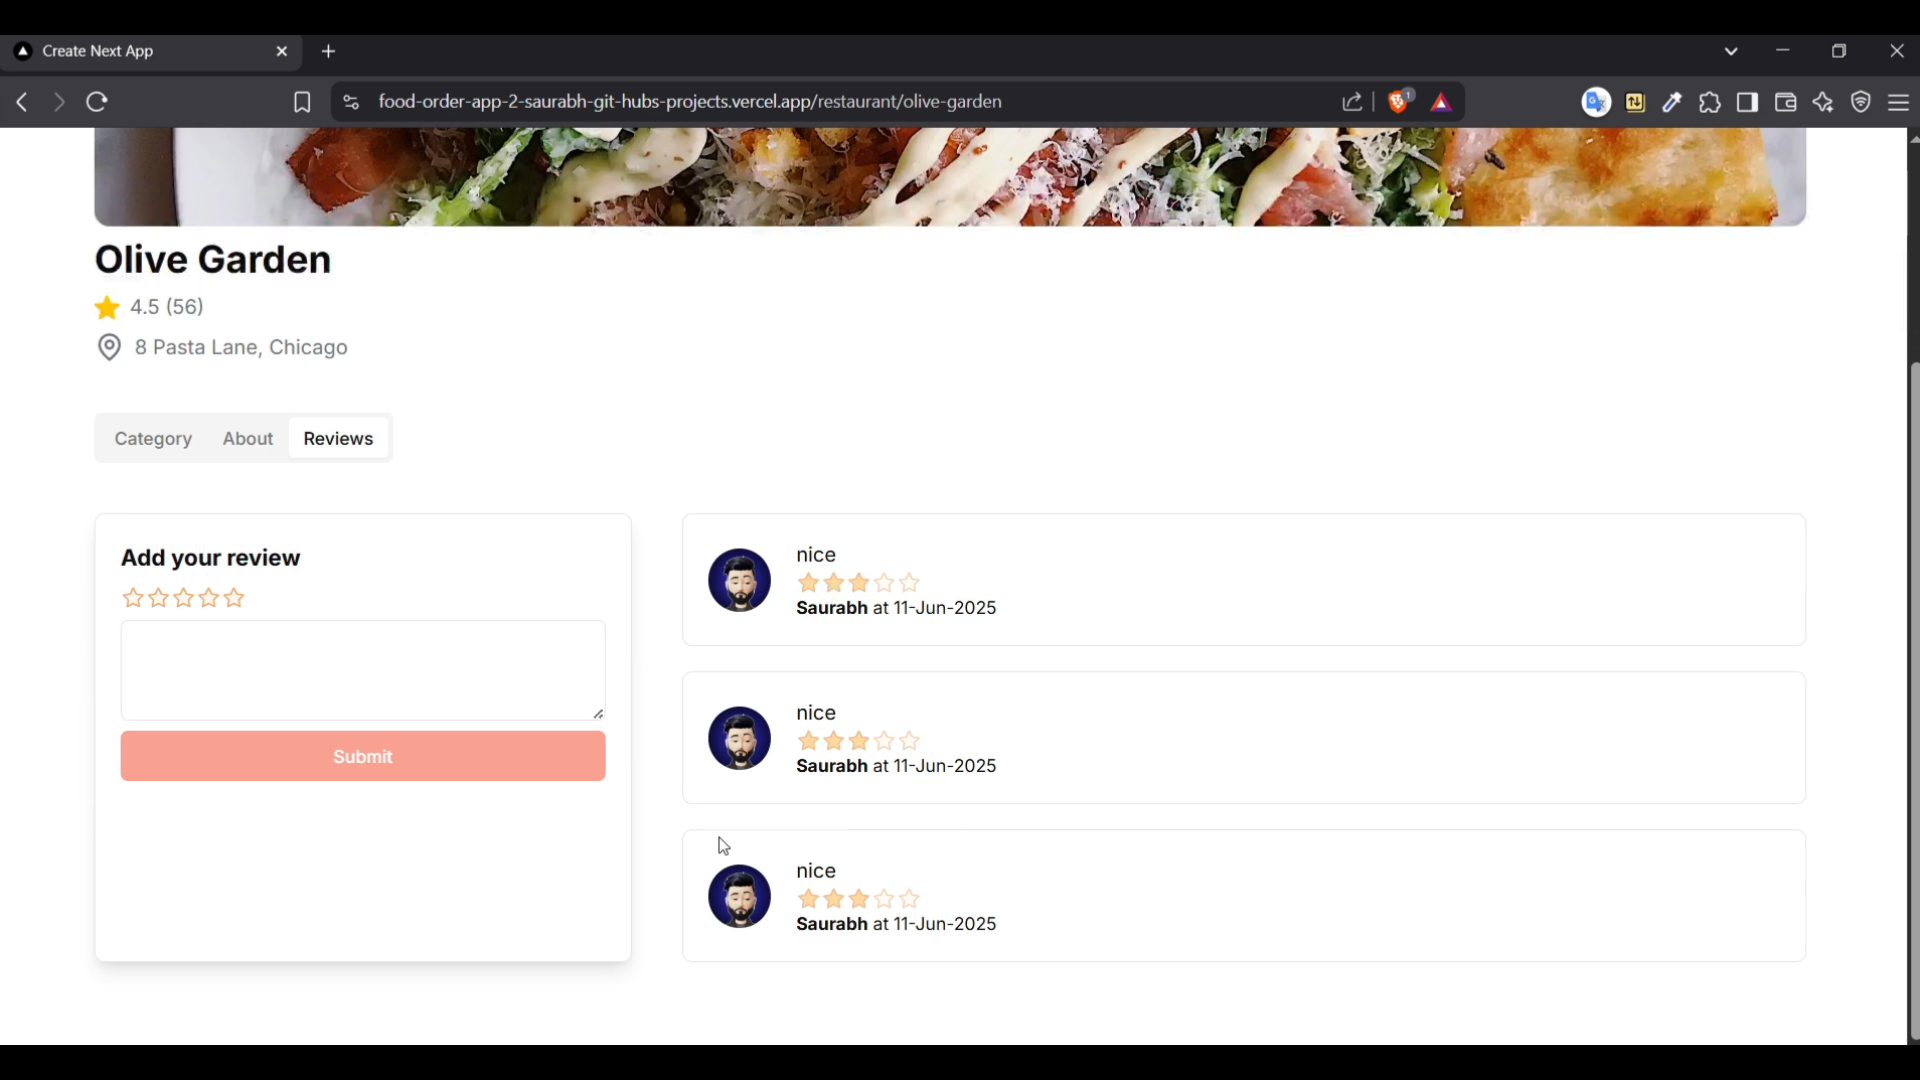 Create Next App
food-order-app-2-saurabh-git-hubs-projects.vercel.app/restaurant/olive-garden
1
Olive Garden
4.5 (56)
8 Pasta Lane, Chicago
Category About Reviews
Add your review
Submit
nice
Saurabh at 11-Jun-2025
nice
Saurabh at 11-Jun-2025
nice
Saurabh at 11-Jun-2025